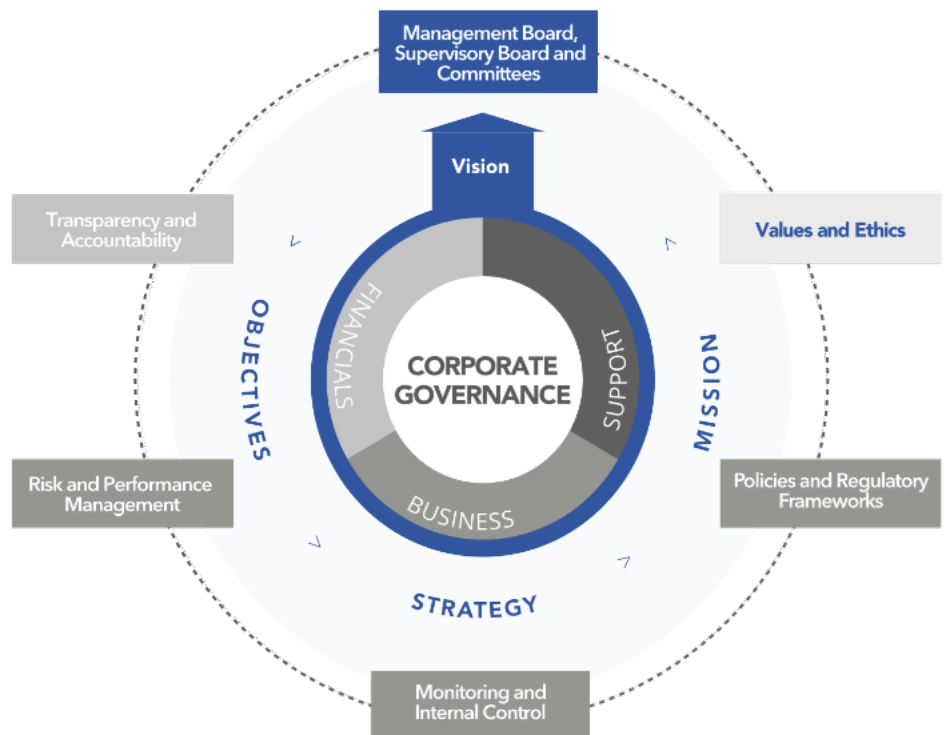 Management Board,
Supervisory Board and
Committees
Vision
Transparency and
Accountability
Values and Ethics
FINANCIALS
SUPPORT
BUSINESS
CORPORATE
GOVERNANCE
OBJECTIVES
MISSION
STRATEGY
Risk and Performance
Management
Policies and Regulatory
Frameworks
Monitoring and
Internal Control